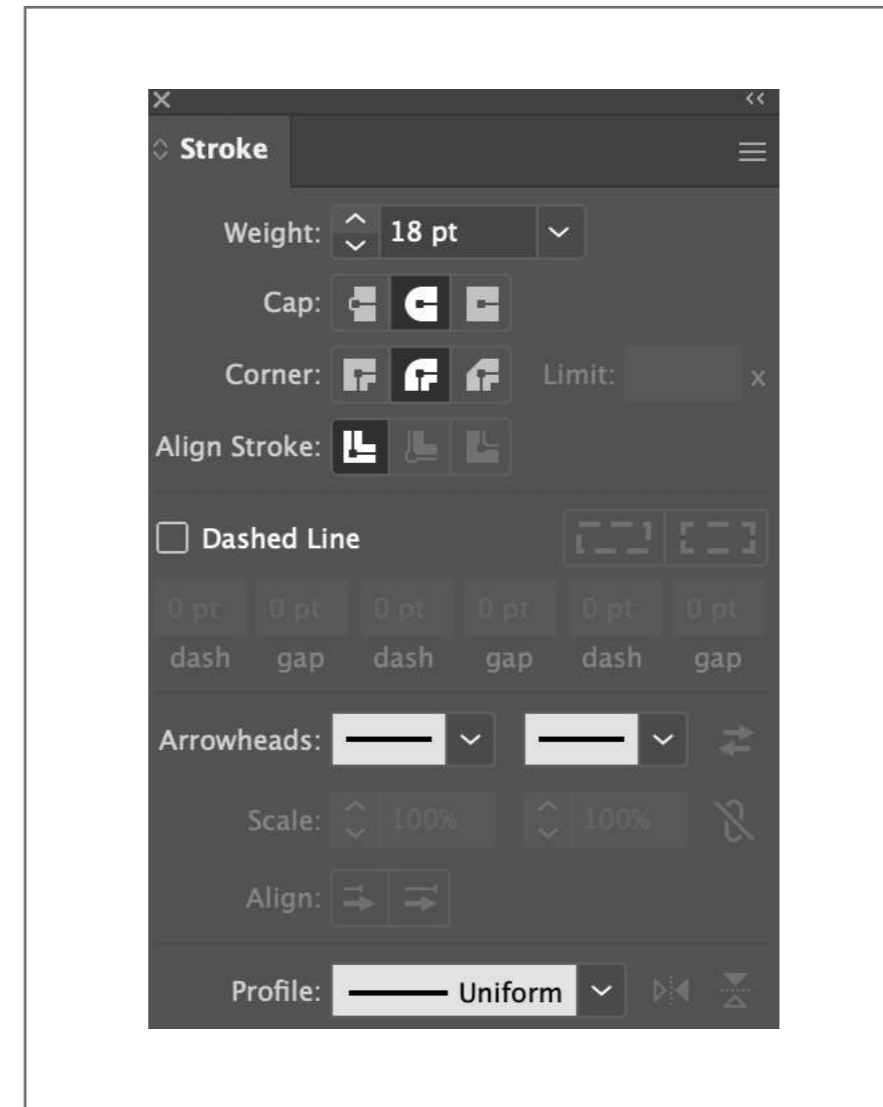 Stroke
Weight: 18 pt
Cap:
Corner: Limit: x
Align Stroke:
Dashed Line
0 pt 0 pt 0 pt 0 pt 0 pt 0 pt
dash gap dash gap dash gap
Arrowheads:
Scale: 100% 100%
Align:
Profile: Uniform